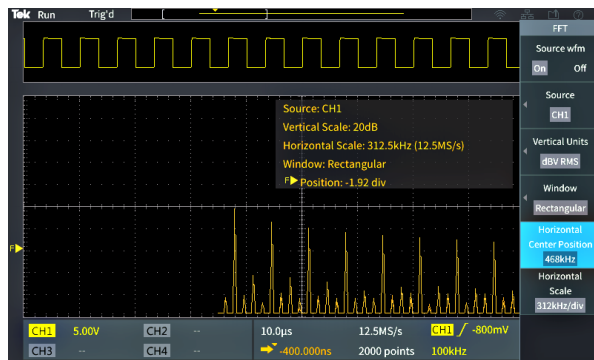 Tek Run Trig'd
FFT
Source wfm
On Off
Source
CH1
Vertical Units
dBV RMS
Window
Rectangular
Horizontal
Center Position
468kHz
Horizontal
Scale
312kHz/div
Source: CH1
Vertical Scale: 20dB
Horizontal Scale: 312.5kHz (12.5MS/s)
Window: Rectangular
F Position: -1.92 div
F
CH1 5.00V CH2 --
CH3 -- CH4 --
10.0µs 12.5MS/s CH1 / -800mV
-400.000ns 2000 points 100kHz